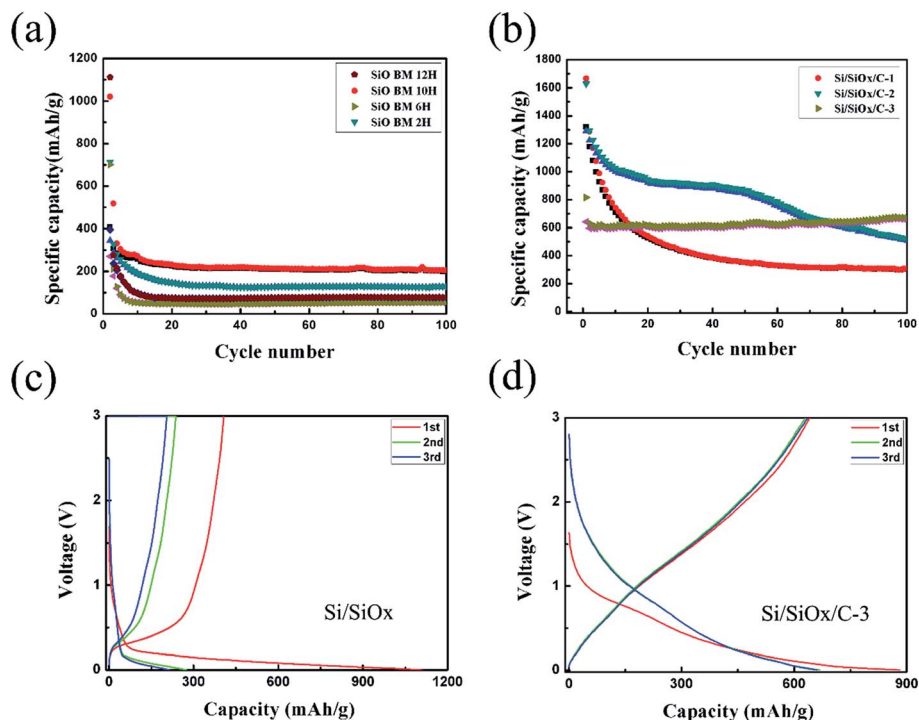 (a)
(b)
1200
1000
800
600
400
200
0
0
20
40
60
80
100
Specific capacity(mAh/g)
Cycle number
SiO BM 12H
SiO BM 10H
SiO BM 6H
SiO BM 2H
1800
1600
1400
1200
1000
800
600
400
200
0
0
20
40
60
80
100
Specific capacity (mAh/g)
Cycle number
Si/SiOx/C-1
Si/SiOx/C-2
Si/SiOx/C-3
(c)
(d)
3
2
1
0
0
300
600
900
1200
Voltage (V)
Capacity (mAh/g)
1st
2nd
3rd
Si/SiOx
3
2
1
0
0
300
600
900
Voltage (V)
Capacity (mAh/g)
1st
2nd
3rd
Si/SiOx/C-3